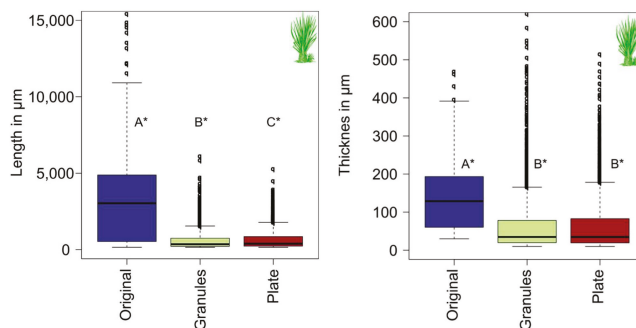 Length in µm
15,000
10,000
5,000
0
A*
B*
C*
Original
Granules
Plate
Thicknes in µm
600
500
400
300
200
100
0
A*
B*
B*
Original
Granules
Plate